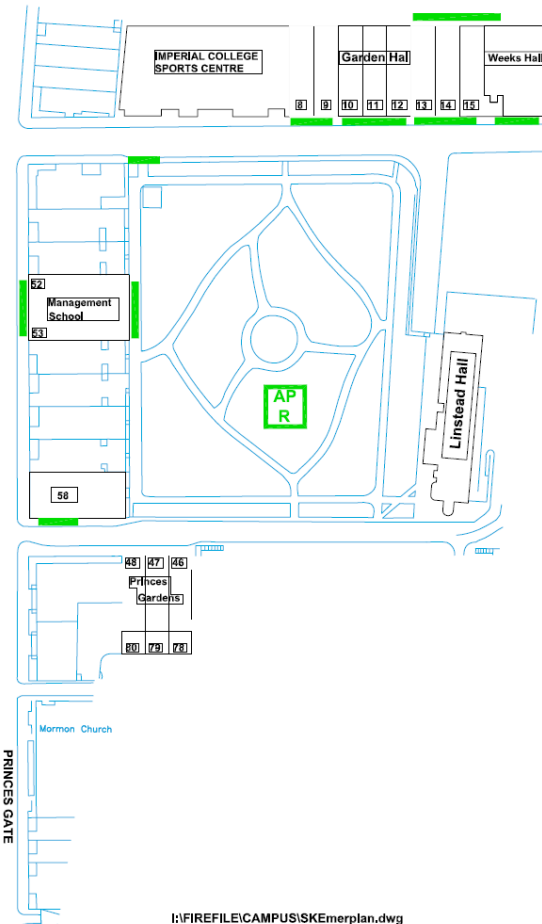 IMPERIAL COLLEGE
SPORTS CENTRE
Garden Hal
Weeks Hall
8 9 10 11 12 13 14 15
52
Management
School
53
AP
R
Linstead Hall
58
48 47 46
Princes
Gardens
80 79 78
Mormon Church
PRINCES GATE
I:\FIREFILE\CAMPUS\SKEmerplan.dwg